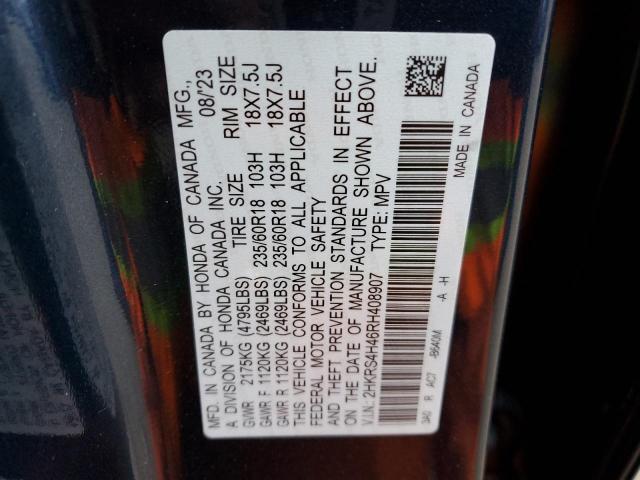 MFD. IN CANADA BY HONDA OF CANADA MFG.,
A DIVISION OF HONDA CANADA INC. 08/23
TIRE SIZE RIM SIZE
GVWR 2175KG (4795LBS)
GAWR F 1120KG (2469LBS) 235/60R18 103H 18X7.5J
GAWR R 1120KG (2469LBS) 235/60R18 103H 18X7.5J
THIS VEHICLE CONFORMS TO ALL APPLICABLE
FEDERAL MOTOR VEHICLE SAFETY
AND THEFT PREVENTION STANDARDS IN EFFECT
ON THE DATE OF MANUFACTURE SHOWN ABOVE.
V.I.N.: 2HKRS4H46RH408907 TYPE: MPV
3A0 R AC7 -B640M -A -H
MADE IN CANADA